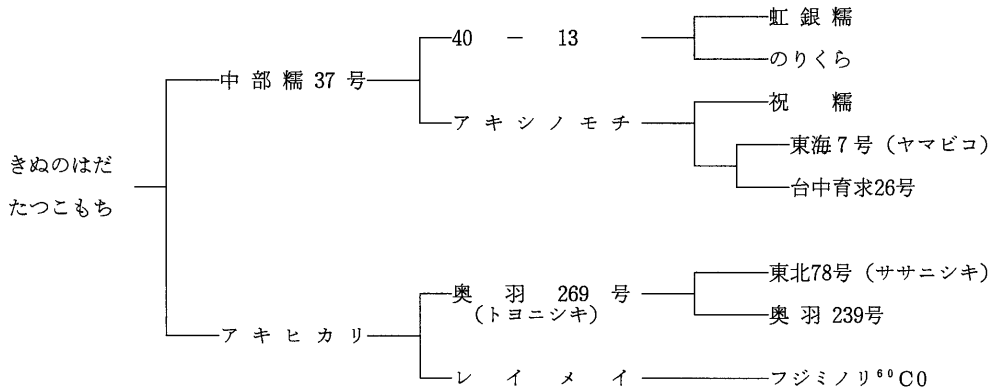 虹銀糯
40 － 13
のりくら
中部糯37号
祝糯
アキシノモチ
東海7号（ヤマビコ）
きぬのはだ
台中育求26号
たつこもち
東北78号（ササニシキ）
奥羽269号
（トヨニシキ）
奥羽239号
アキヒカリ
レイメイ
フジミノリ⁶⁰C0